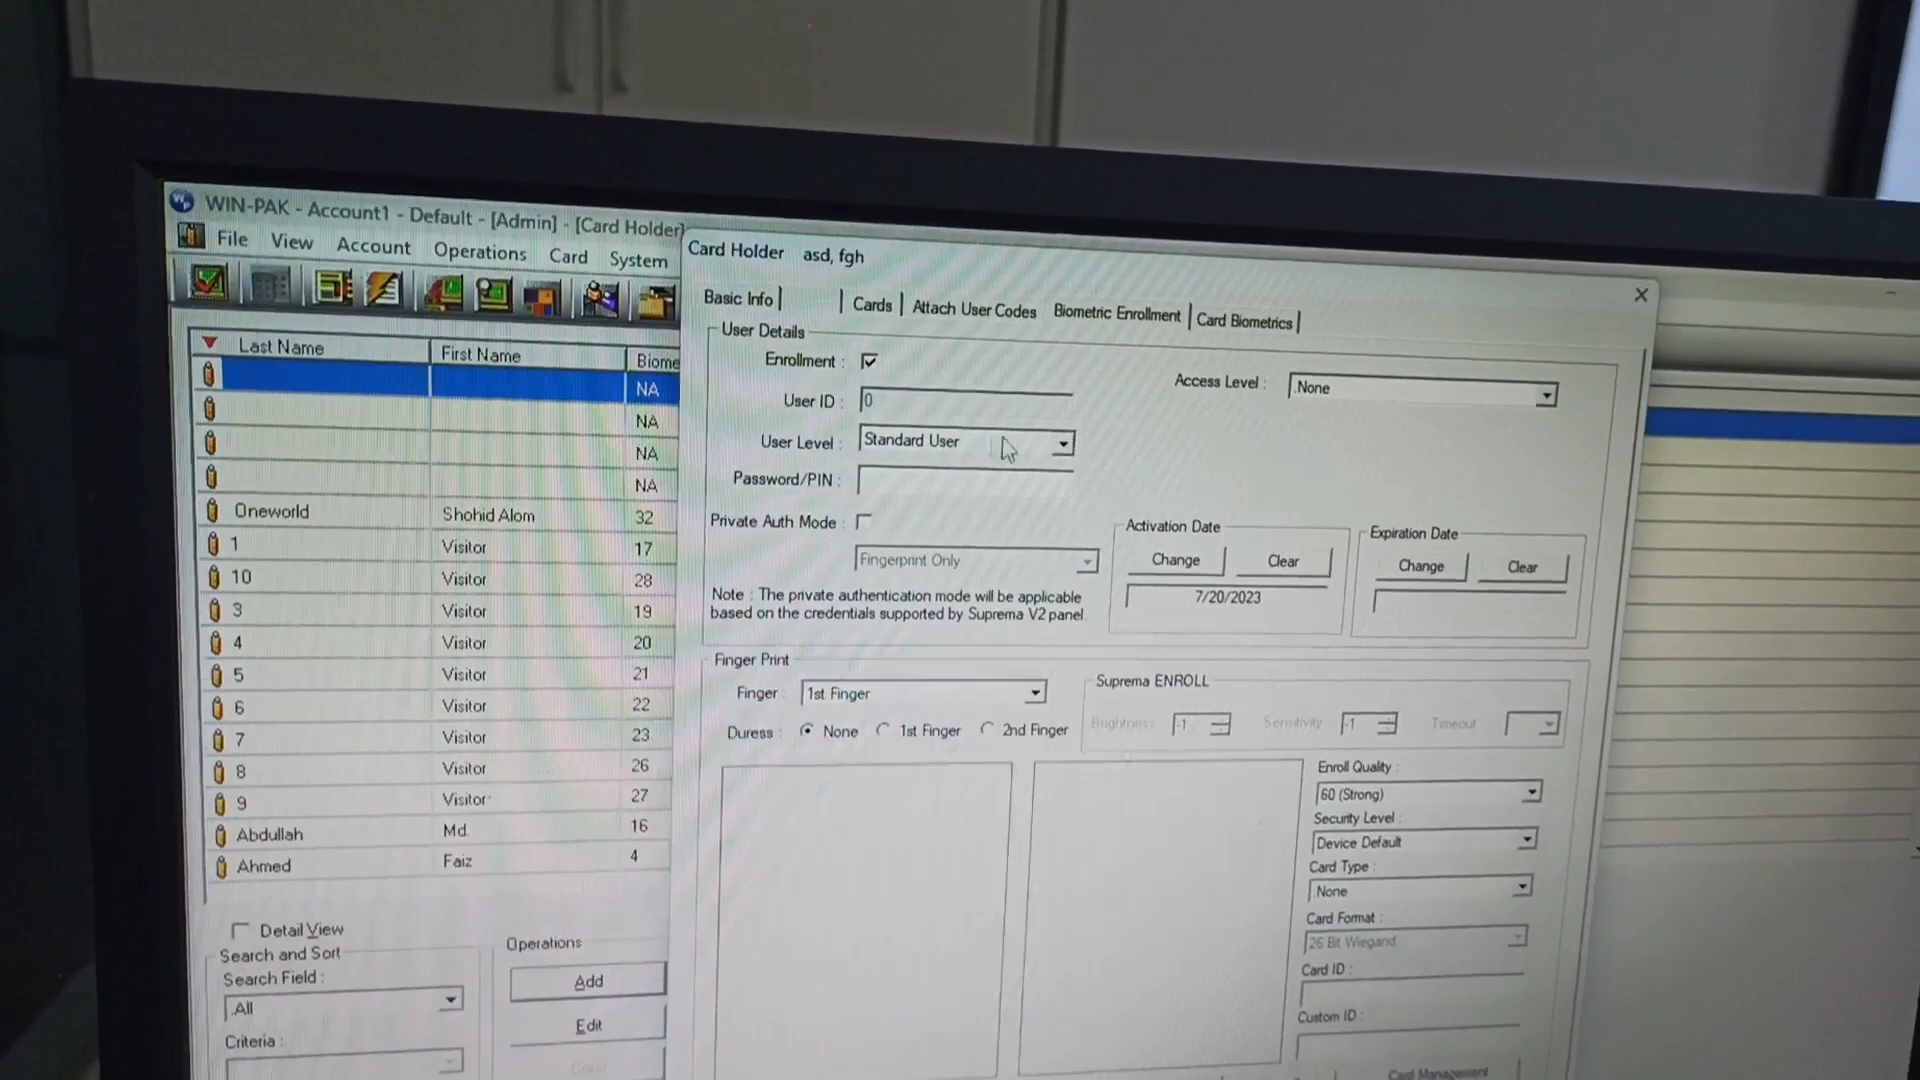 WIN-PAK - Account1 - Default - [Admin] - [Card Holder]
File View Account Operations Card System
Last Name First Name Biome
NA
NA
NA
NA
Oneworld Shohid Alom 32
1 Visitor 17
10 Visitor 28
3 Visitor 19
4 Visitor 20
5 Visitor 21
6 Visitor 22
7 Visitor 23
8 Visitor 26
9 Visitor 27
Abdullah Md. 16
Ahmed Faiz 4
Detail View
Search and Sort
Search Field :
.All
Criteria :
Operations
Add
Edit
Card Holder asd, fgh
Basic Info Cards Attach User Codes Biometric Enrollment Card Biometrics
User Details
Enrollment :
User ID : 0
User Level : Standard User
Password/PIN :
Private Auth Mode :
Fingerprint Only
Note : The private authentication mode will be applicable
based on the credentials supported by Suprema V2 panel.
Access Level : .None
Activation Date
Change Clear
7/20/2023
Expiration Date
Change Clear
Finger Print
Finger : 1st Finger
Duress : None 1st Finger 2nd Finger
Suprema ENROLL
Brightness -1 Sensitivity -1 Timeout :
Enroll Quality :
60 (Strong)
Security Level :
Device Default
Card Type :
.None
Card Format :
26 Bit Wiegand
Card ID :
Custom ID :
Card Management